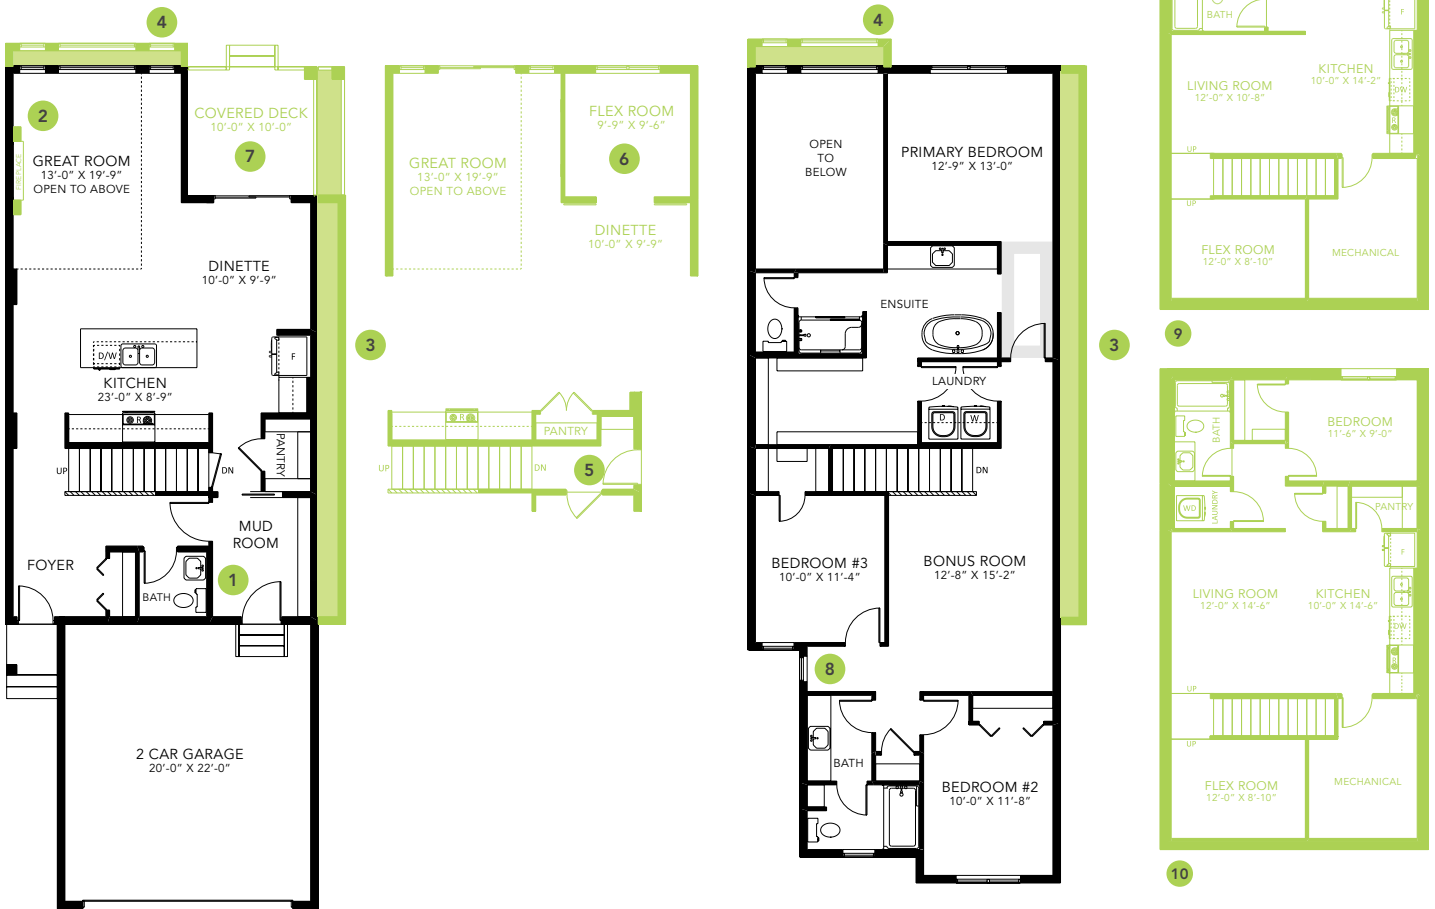 4
2
GREAT ROOM
13'-0" X 19'-9"
OPEN TO ABOVE
FIREPLACE
COVERED DECK
10'-0" X 10'-0"
7
DINETTE
10'-0" X 9'-9"
3
D/W
F
KITCHEN
23'-0" X 8'-9"
R
PANTRY
UP
DN
MUD
ROOM
FOYER
1
BATH
2 CAR GARAGE
20'-0" X 22'-0"
GREAT ROOM
13'-0" X 19'-9"
OPEN TO ABOVE
FLEX ROOM
9'-9" X 9'-6"
6
DINETTE
10'-0" X 9'-9"
R
PANTRY
UP
DN
5
4
OPEN
TO
BELOW
PRIMARY BEDROOM
12'-9" X 13'-0"
ENSUITE
3
LAUNDRY
D
W
DN
BEDROOM #3
10'-0" X 11'-4"
BONUS ROOM
12'-8" X 15'-2"
8
BATH
BEDROOM #2
10'-0" X 11'-8"
BATH
F
LIVING ROOM
12'-0" X 10'-8"
KITCHEN
10'-0" X 14'-2"
DW
UP
UP
FLEX ROOM
12'-0" X 8'-10"
MECHANICAL
9
BATH
BEDROOM
11'-6" X 9'-0"
WD
LAUNDRY
PANTRY
F
LIVING ROOM
12'-0" X 14'-6"
KITCHEN
10'-0" X 14'-6"
DW
UP
UP
FLEX ROOM
12'-0" X 8'-10"
MECHANICAL
10